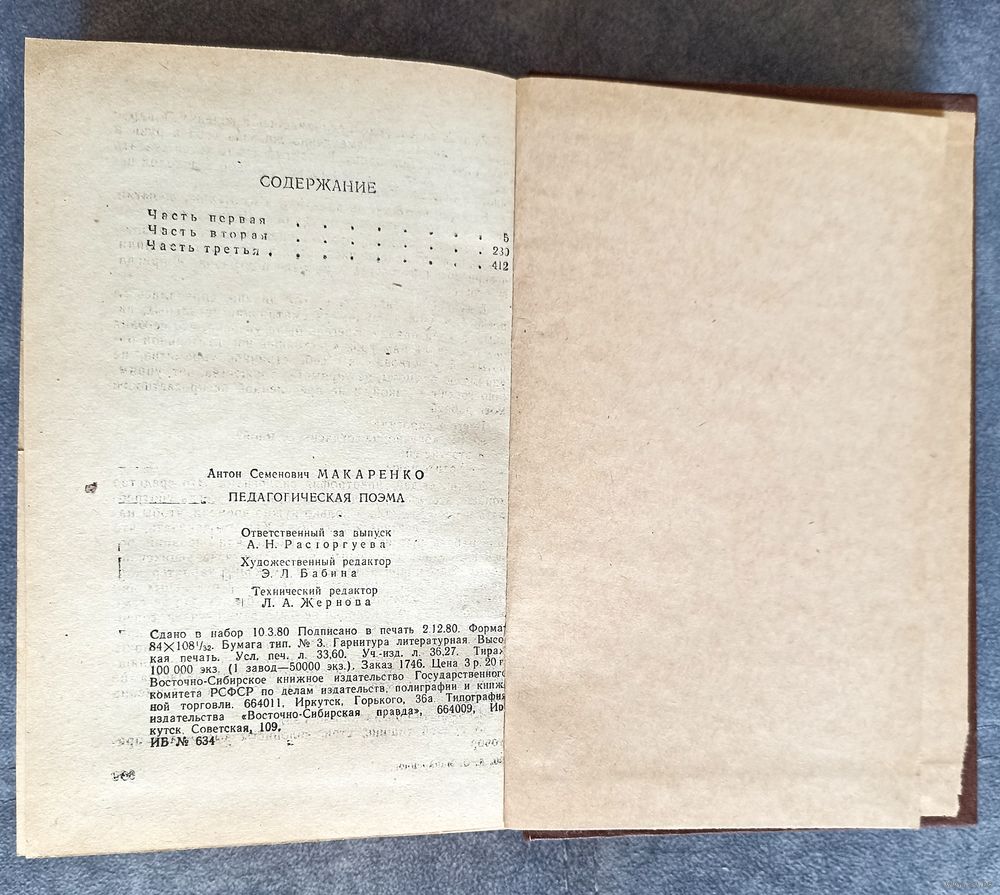 СОДЕРЖАНИЕ
Часть первая . . . . . . . . 5
Часть вторая . . . . . . . . 230
Часть третья . . . . . . . . . 412
Антон Семенович МАКАРЕНКО
ПЕДАГОГИЧЕСКАЯ ПОЭМА
Ответственный за выпуск
А. Н. Расторгуева
Художественный редактор
Э. Л. Бабина
Технический редактор
Л. А. Жернова
Сдано в набор 10.3.80 Подписано в печать 2.12.80. Формат
84×108 1/32. Бумага тип. № 3. Гарнитура литературная. Высо
кая печать. Усл. печ. л. 33,60. Уч.-изд. л. 36,27. Тираж
100 000 экз. (1 завод—50000 экз.). Заказ 1746. Цена 3 р. 20 г
Восточно-Сибирское книжное издательство Государственного
комитета РСФСР по делам издательств, полиграфии и книж
ной торговли. 664011, Иркутск, Горького, 36а. Типография
издательства «Восточно-Сибирская правда», 664009, Ир
кутск, Советская, 109.
ИБ № 634